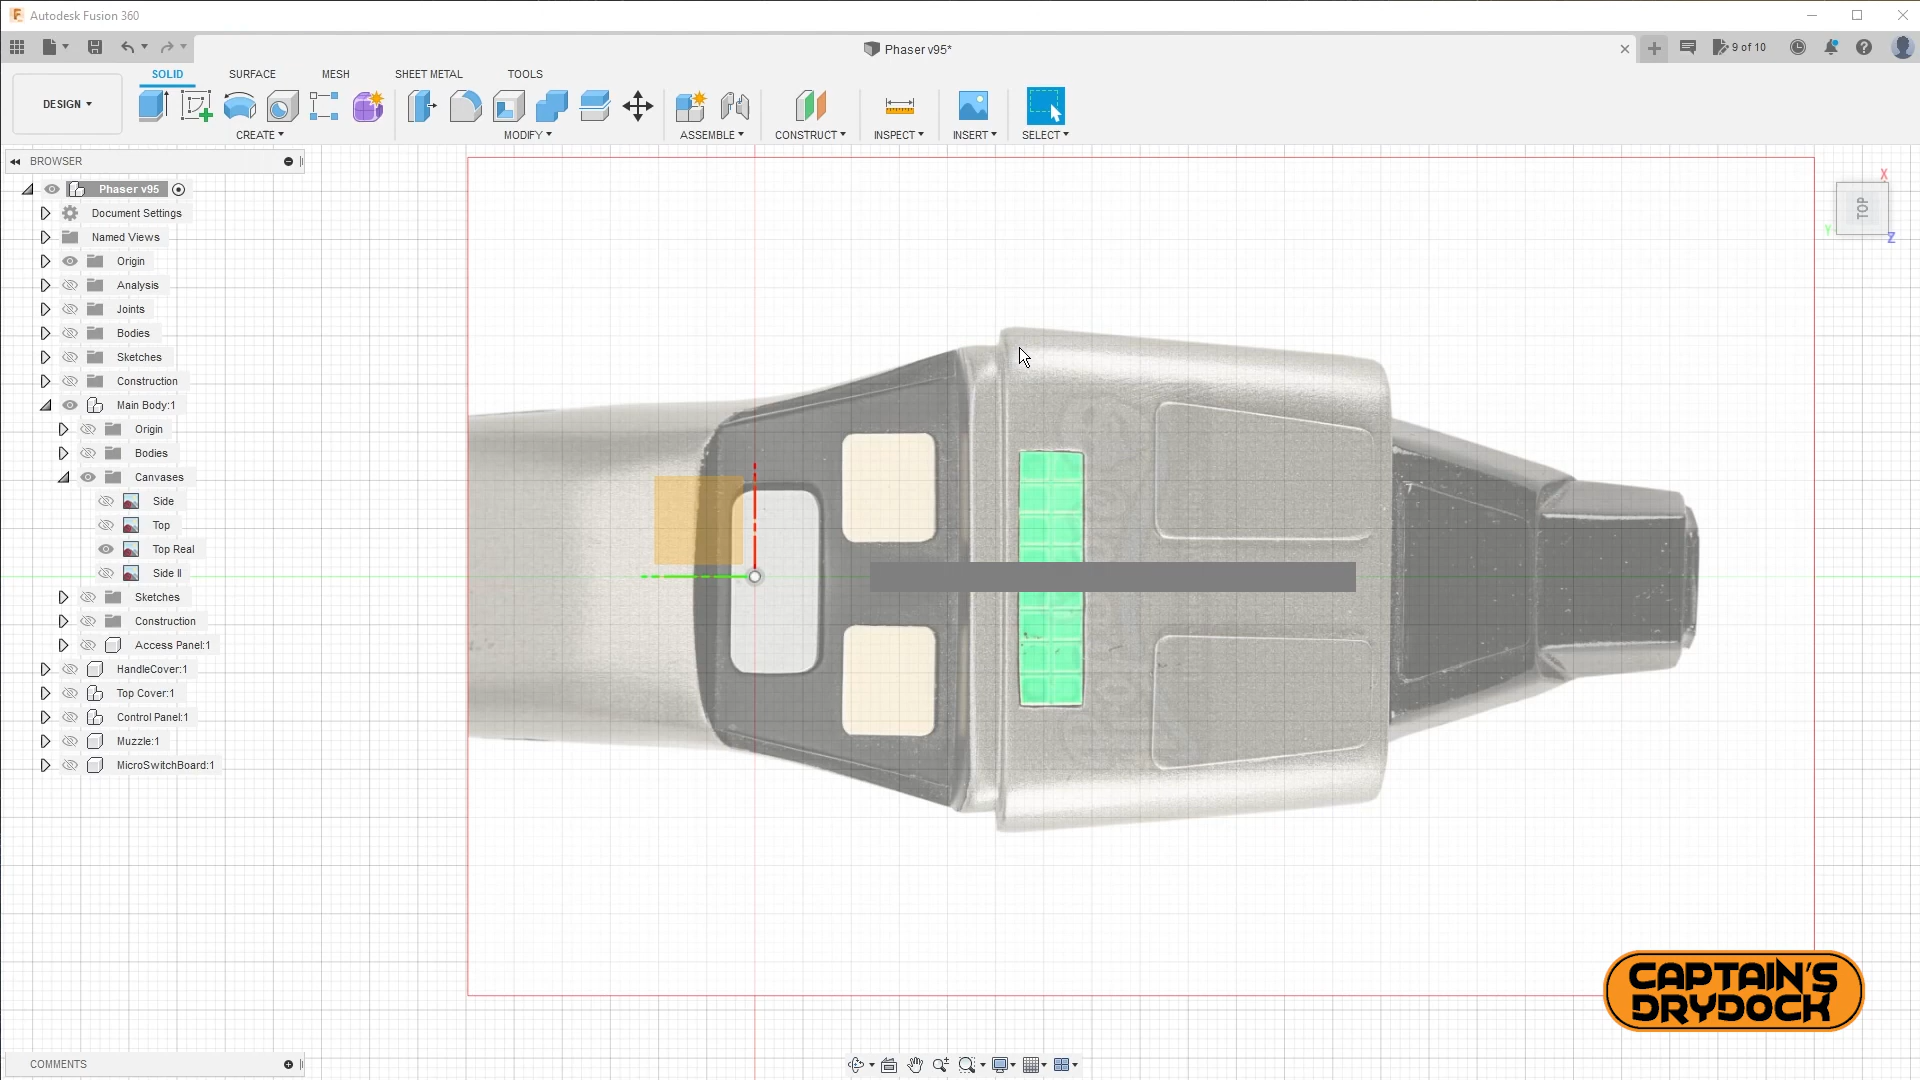 Autodesk Fusion 360
Phaser v95*
9 of 10
SOLID
SURFACE
MESH
SHEET METAL
TOOLS
DESIGN
CREATE
MODIFY
ASSEMBLE
CONSTRUCT
INSPECT
INSERT
SELECT
BROWSER
Phaser v95
Document Settings
Named Views
Origin
Analysis
Joints
Bodies
Sketches
Construction
Main Body:1
Origin
Bodies
Canvases
Side
Top
Top Real
Side II
Sketches
Construction
Access Panel:1
HandleCover:1
Top Cover:1
Control Panel:1
Muzzle:1
MicroSwitchBoard:1
X
TOP
Y
Z
CAPTAIN'S
DRYDOCK
COMMENTS